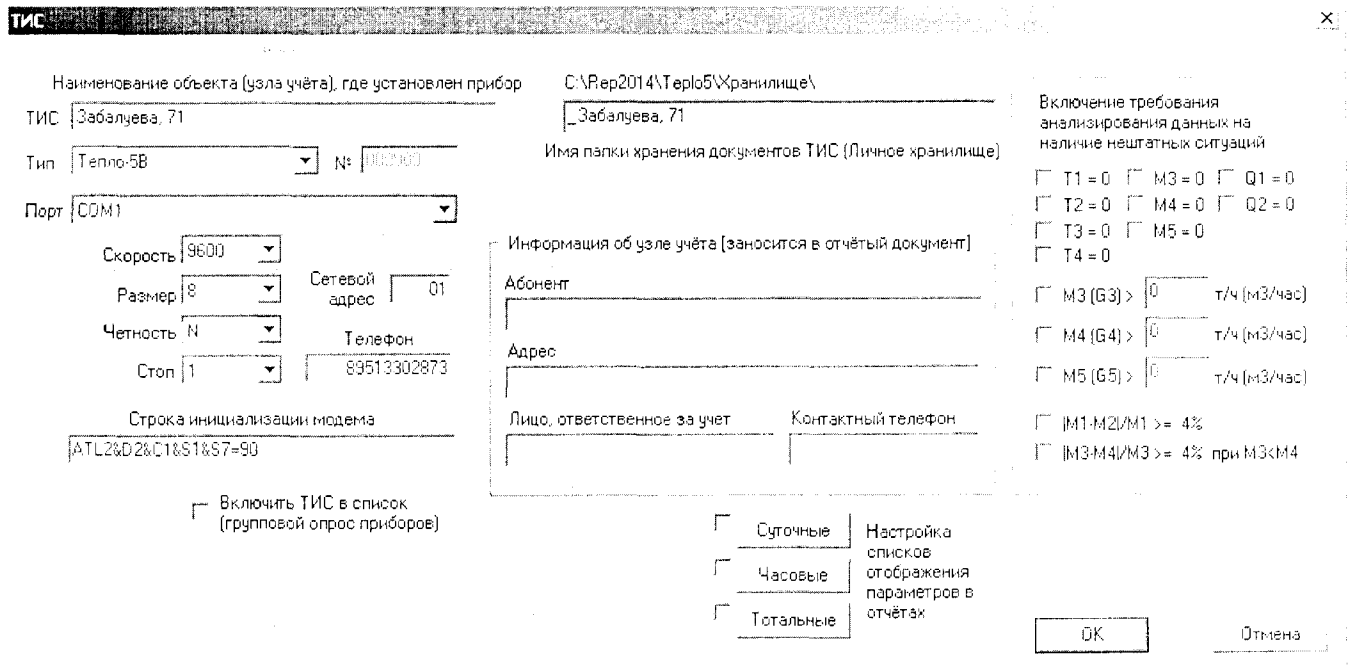 ТИС
Наименование объекта (узла учёта), где установлен прибор
ТИС Забалуева, 71
Тип Тепло-5В №
Порт COM1
Скорость 9600
Размер 8
Четность N
Стоп 1
Сетевой
адрес 01
Телефон
89513302873
Строка инициализации модема
ATL2&D2&C1&S1&S7=90
Включить ТИС в список
(групповой опрос приборов)
C:\Rep2014\Teplo5\Хранилище\
_Забалуева, 71
Имя папки хранения документов ТИС (Личное хранилище)
Информация об узле учёта [заносится в отчётый документ]
Абонент
Адрес
Лицо, ответственное за учет Контактный телефон
Суточные
Часовые
Тотальные
Настройка
списков
отображения
параметров в
отчётах
Включение требования
анализирования данных на
наличие нештатных ситуаций
T1 = 0 M3 = 0 Q1 = 0
T2 = 0 M4 = 0 Q2 = 0
T3 = 0 M5 = 0
T4 = 0
M3 (G3) > 0 т/ч (м3/час)
M4 (G4) > 0 т/ч (м3/час)
M5 (G5) > 0 т/ч (м3/час)
|M1-M2|/M1 >= 4%
|M3-M4|/M3 >= 4% при M3<M4
OK Отмена